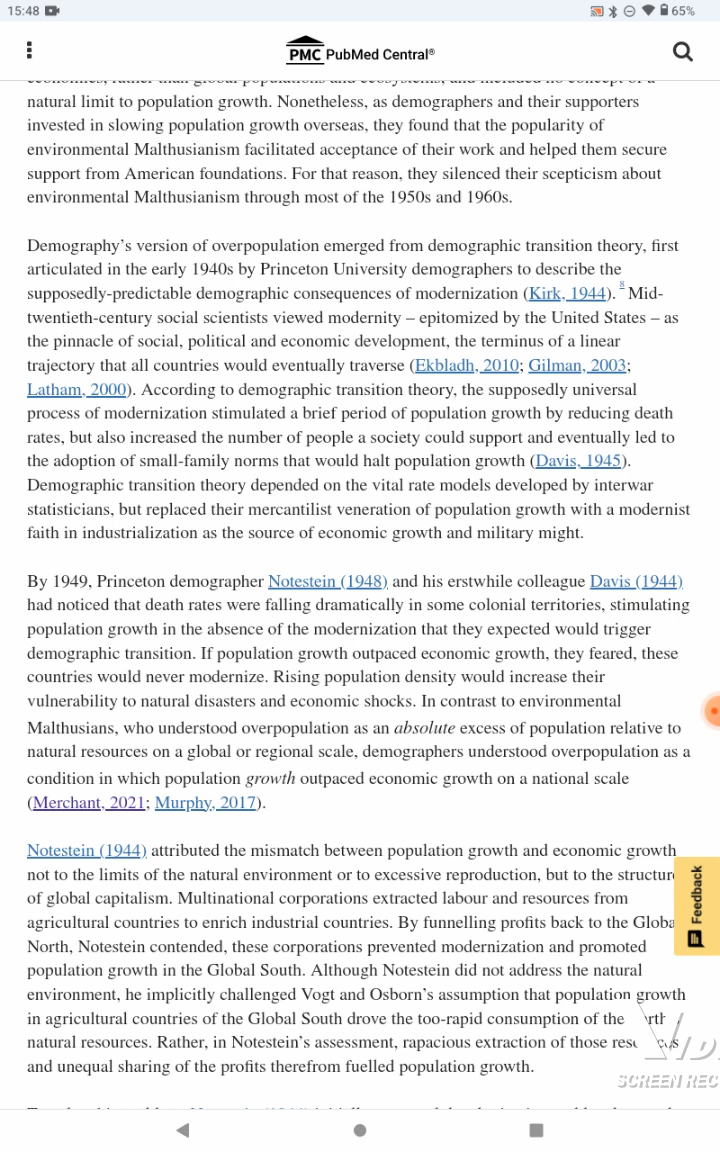 15:48
65%
PMC PubMed Central®
natural limit to population growth. Nonetheless, as demographers and their supporters
invested in slowing population growth overseas, they found that the popularity of
environmental Malthusianism facilitated acceptance of their work and helped them secure
support from American foundations. For that reason, they silenced their scepticism about
environmental Malthusianism through most of the 1950s and 1960s.
Demography’s version of overpopulation emerged from demographic transition theory, first
articulated in the early 1940s by Princeton University demographers to describe the
supposedly-predictable demographic consequences of modernization (Kirk, 1944). 8 Mid-
twentieth-century social scientists viewed modernity – epitomized by the United States – as
the pinnacle of social, political and economic development, the terminus of a linear
trajectory that all countries would eventually traverse (Ekbladh, 2010; Gilman, 2003;
Latham, 2000). According to demographic transition theory, the supposedly universal
process of modernization stimulated a brief period of population growth by reducing death
rates, but also increased the number of people a society could support and eventually led to
the adoption of small-family norms that would halt population growth (Davis, 1945).
Demographic transition theory depended on the vital rate models developed by interwar
statisticians, but replaced their mercantilist veneration of population growth with a modernist
faith in industrialization as the source of economic growth and military might.
By 1949, Princeton demographer Notestein (1948) and his erstwhile colleague Davis (1944)
had noticed that death rates were falling dramatically in some colonial territories, stimulating
population growth in the absence of the modernization that they expected would trigger
demographic transition. If population growth outpaced economic growth, they feared, these
countries would never modernize. Rising population density would increase their
vulnerability to natural disasters and economic shocks. In contrast to environmental
Malthusians, who understood overpopulation as an absolute excess of population relative to
natural resources on a global or regional scale, demographers understood overpopulation as a
condition in which population growth outpaced economic growth on a national scale
(Merchant, 2021; Murphy, 2017).
Notestein (1944) attributed the mismatch between population growth and economic growth
not to the limits of the natural environment or to excessive reproduction, but to the structur
of global capitalism. Multinational corporations extracted labour and resources from
agricultural countries to enrich industrial countries. By funnelling profits back to the Globa
North, Notestein contended, these corporations prevented modernization and promoted
population growth in the Global South. Although Notestein did not address the natural
environment, he implicitly challenged Vogt and Osborn’s assumption that population growth
in agricultural countries of the Global South drove the too-rapid consumption of the
natural resources. Rather, in Notestein’s assessment, rapacious extraction of those
and unequal sharing of the profits therefrom fuelled population growth.
Feedback
SCREEN REC